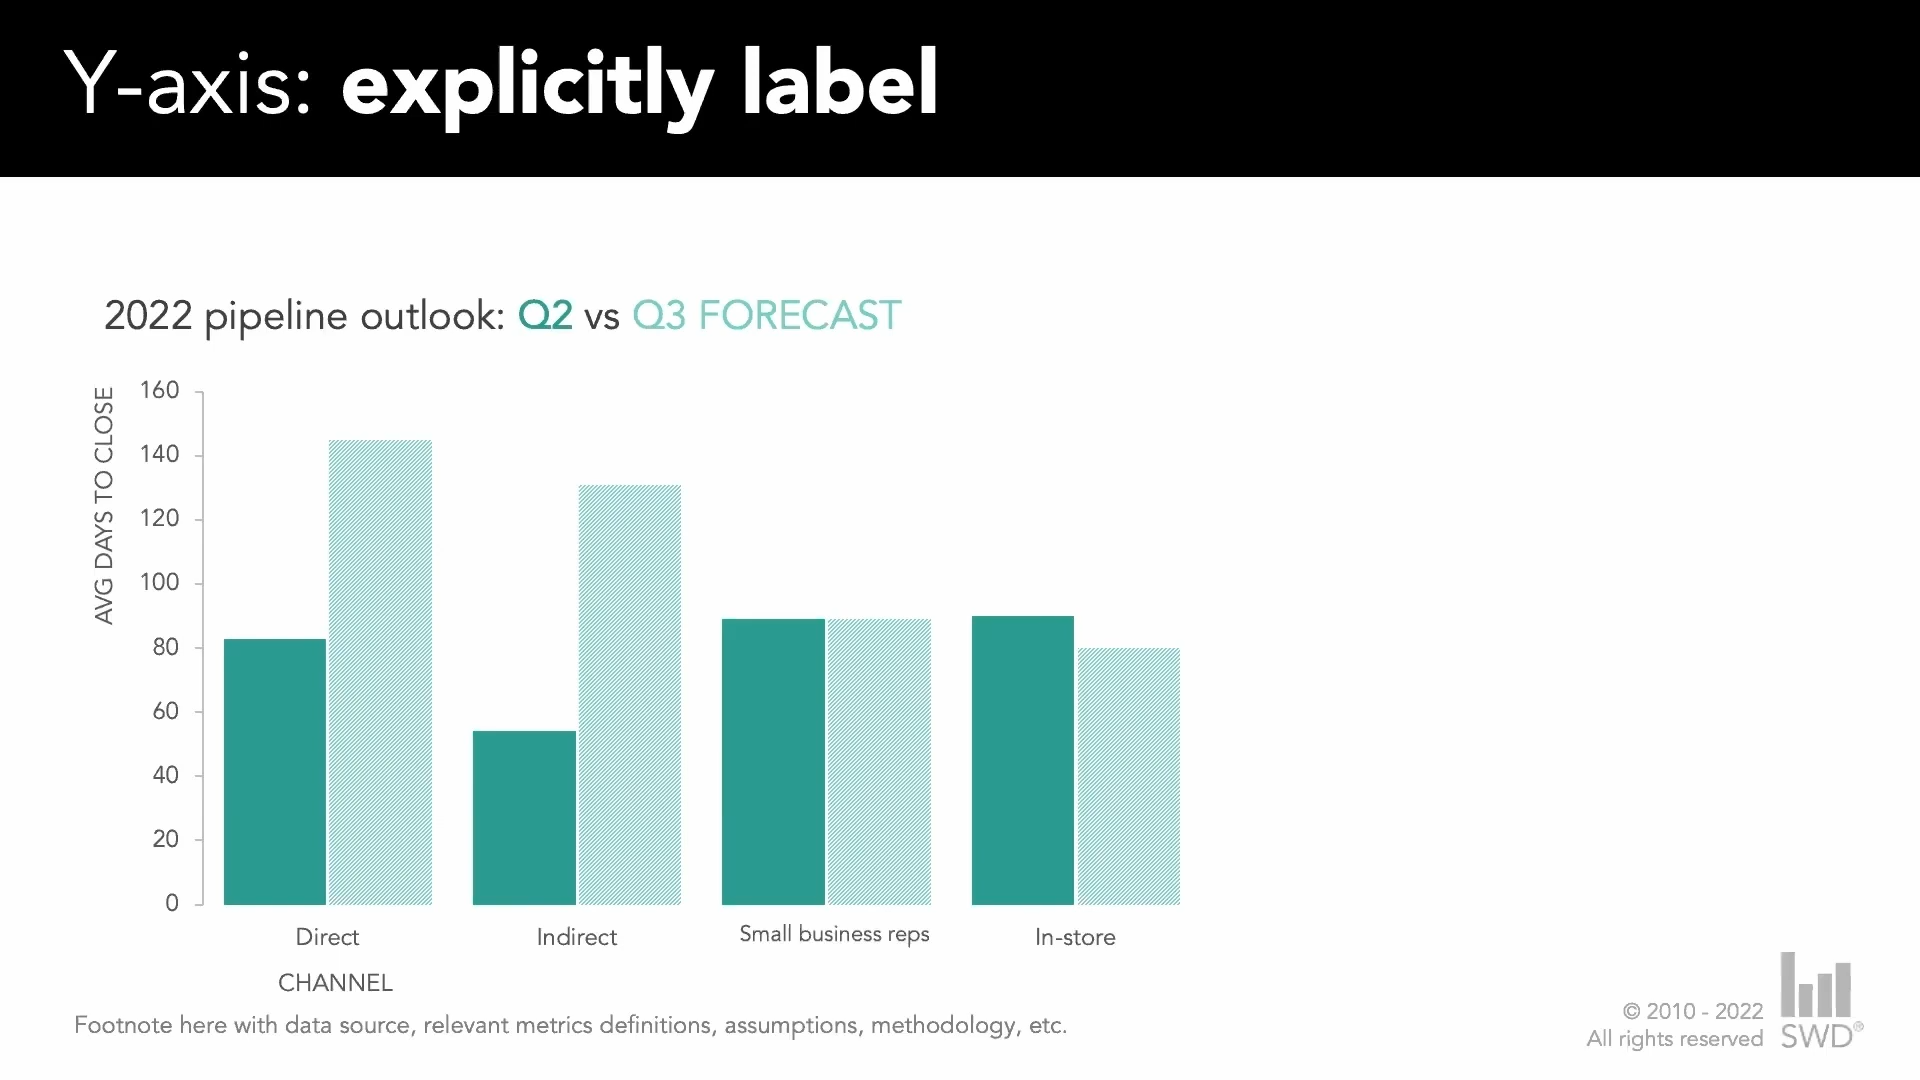 Y-axis: explicitly label
2022 pipeline outlook: Q2 vs Q3 FORECAST
AVG DAYS TO CLOSE
160
140
120
100
80
60
40
20
0
Direct
Indirect
Small business reps
In-store
CHANNEL
Footnote here with data source, relevant metrics definitions, assumptions, methodology, etc.
© 2010 - 2022
All rights reserved
SWD®